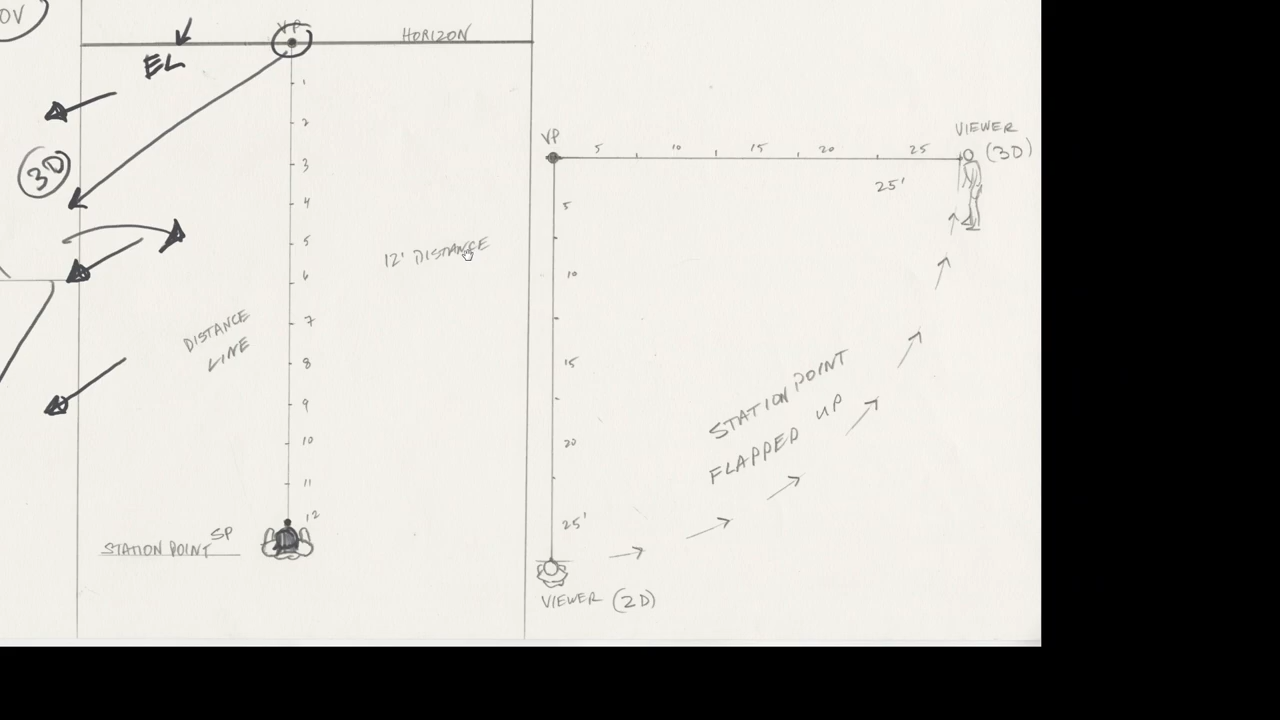 OV
VP
HORIZON
EL
1
2
3
4
5
6
7
8
9
10
11
12
3D
12' DISTANCE
DISTANCE
LINE
SP
STATION POINT
VP
5
10
15
20
25
VIEWER
(3D)
25'
5
10
15
20
25'
STATION POINT
FLAPPED UP
VIEWER (2D)